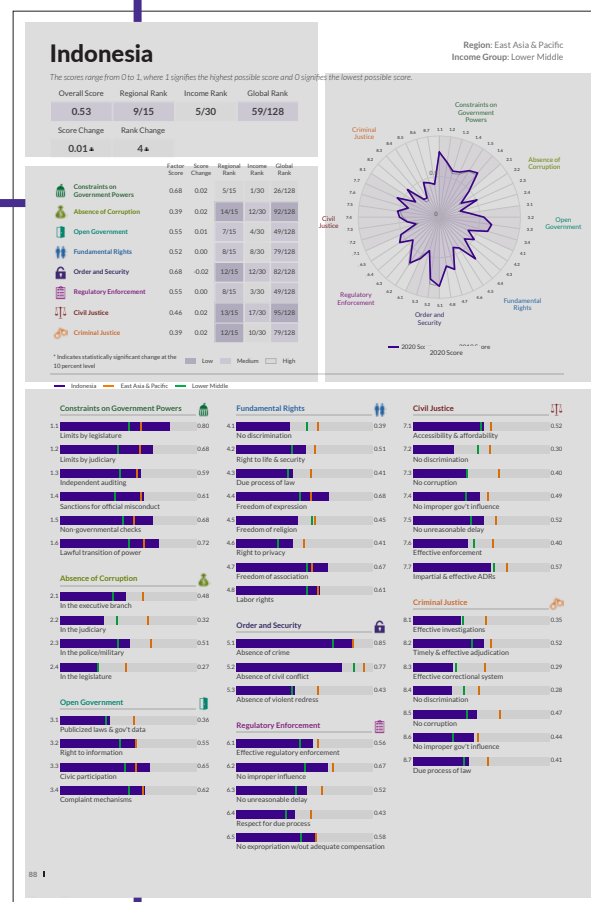 Indonesia
Region: East Asia & Pacific
Income Group: Lower Middle
The scores range from 0 to 1, where 1 signifies the highest possible score and 0 signifies the lowest possible score.
Overall Score Regional Rank Income Rank Global Rank
0.53 9/15 5/30 59/128
Score Change Rank Change
0.01 4
Factor Score Score Change Regional Rank Income Rank Global Rank
Constraints on Government Powers 0.68 0.02 5/15 1/30 26/128
Absence of Corruption 0.39 0.02 14/15 12/30 92/128
Open Government 0.55 0.01 7/15 4/30 49/128
Fundamental Rights 0.52 0.00 8/15 8/30 79/128
Order and Security 0.68 -0.02 12/15 12/30 82/128
Regulatory Enforcement 0.55 0.00 8/15 3/30 49/128
Civil Justice 0.46 0.02 13/15 17/30 95/128
Criminal Justice 0.39 0.02 12/15 10/30 79/128
* Indicates statistically significant change at the
10 percent level
Low Medium High
Constraints on
Government
Powers
Absence of
Corruption
Open
Government
Fundamental
Rights
Order and
Security
Regulatory
Enforcement
Civil
Justice
Criminal
Justice
2020 Score
Indonesia East Asia & Pacific Lower Middle
Constraints on Government Powers
1.1 0.80
Limits by legislature
1.2 0.68
Limits by judiciary
1.3 0.59
Independent auditing
1.4 0.61
Sanctions for official misconduct
1.5 0.68
Non-governmental checks
1.6 0.72
Lawful transition of power
Absence of Corruption
2.1 0.48
In the executive branch
2.2 0.32
In the judiciary
2.3 0.51
In the police/military
2.4 0.27
In the legislature
Open Government
3.1 0.36
Publicized laws & gov't data
3.2 0.55
Right to information
3.3 0.65
Civic participation
3.4 0.62
Complaint mechanisms
Fundamental Rights
4.1 0.39
No discrimination
4.2 0.51
Right to life & security
4.3 0.41
Due process of law
4.4 0.68
Freedom of expression
4.5 0.45
Freedom of religion
4.6 0.41
Right to privacy
4.7 0.67
Freedom of association
4.8 0.61
Labor rights
Order and Security
5.1 0.85
Absence of crime
5.2 0.77
Absence of civil conflict
5.3 0.43
Absence of violent redress
Regulatory Enforcement
6.1 0.56
Effective regulatory enforcement
6.2 0.67
No improper influence
6.3 0.52
No unreasonable delay
6.4 0.43
Respect for due process
6.5 0.58
No expropriation w/out adequate compensation
Civil Justice
7.1 0.52
Accessibility & affordability
7.2 0.30
No discrimination
7.3 0.40
No corruption
7.4 0.49
No improper gov't influence
7.5 0.52
No unreasonable delay
7.6 0.40
Effective enforcement
7.7 0.57
Impartial & effective ADRs
Criminal Justice
8.1 0.35
Effective investigations
8.2 0.52
Timely & effective adjudication
8.3 0.29
Effective correctional system
8.4 0.28
No discrimination
8.5 0.47
No corruption
8.6 0.44
No improper gov't influence
8.7 0.41
Due process of law
88